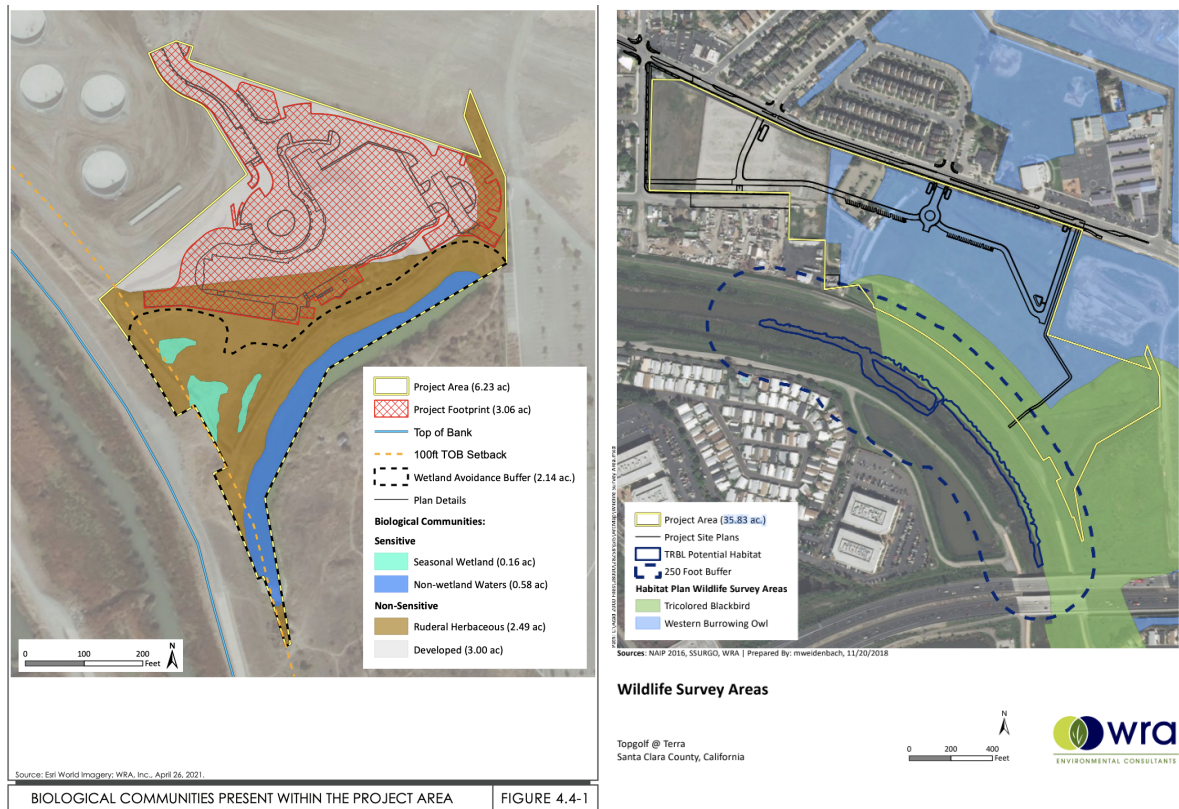 Project Area (6.23 ac)
Project Footprint (3.06 ac)
Top of Bank
100ft TOB Setback
Wetland Avoidance Buffer (2.14 ac.)
Plan Details
Biological Communities:
Sensitive
Seasonal Wetland (0.16 ac)
Non-wetland Waters (0.58 ac)
Non-Sensitive
Ruderal Herbaceous (2.49 ac)
Developed (3.00 ac)
N
0 100 200
Feet
Source: Esri World Imagery; WRA, Inc., April 26, 2021.
BIOLOGICAL COMMUNITIES PRESENT WITHIN THE PROJECT AREA
FIGURE 4.4-1
Project Area (35.83 ac.)
Project Site Plans
TRBL Potential Habitat
250 Foot Buffer
Habitat Plan Wildlife Survey Areas
Tricolored Blackbird
Western Burrowing Owl
Sources: NAIP 2016, SSURGO, WRA | Prepared By: mweidenbach, 11/20/2018
Wildlife Survey Areas
Topgolf @ Terra
Santa Clara County, California
N
0 200 400
Feet
wra
ENVIRONMENTAL CONSULTANTS